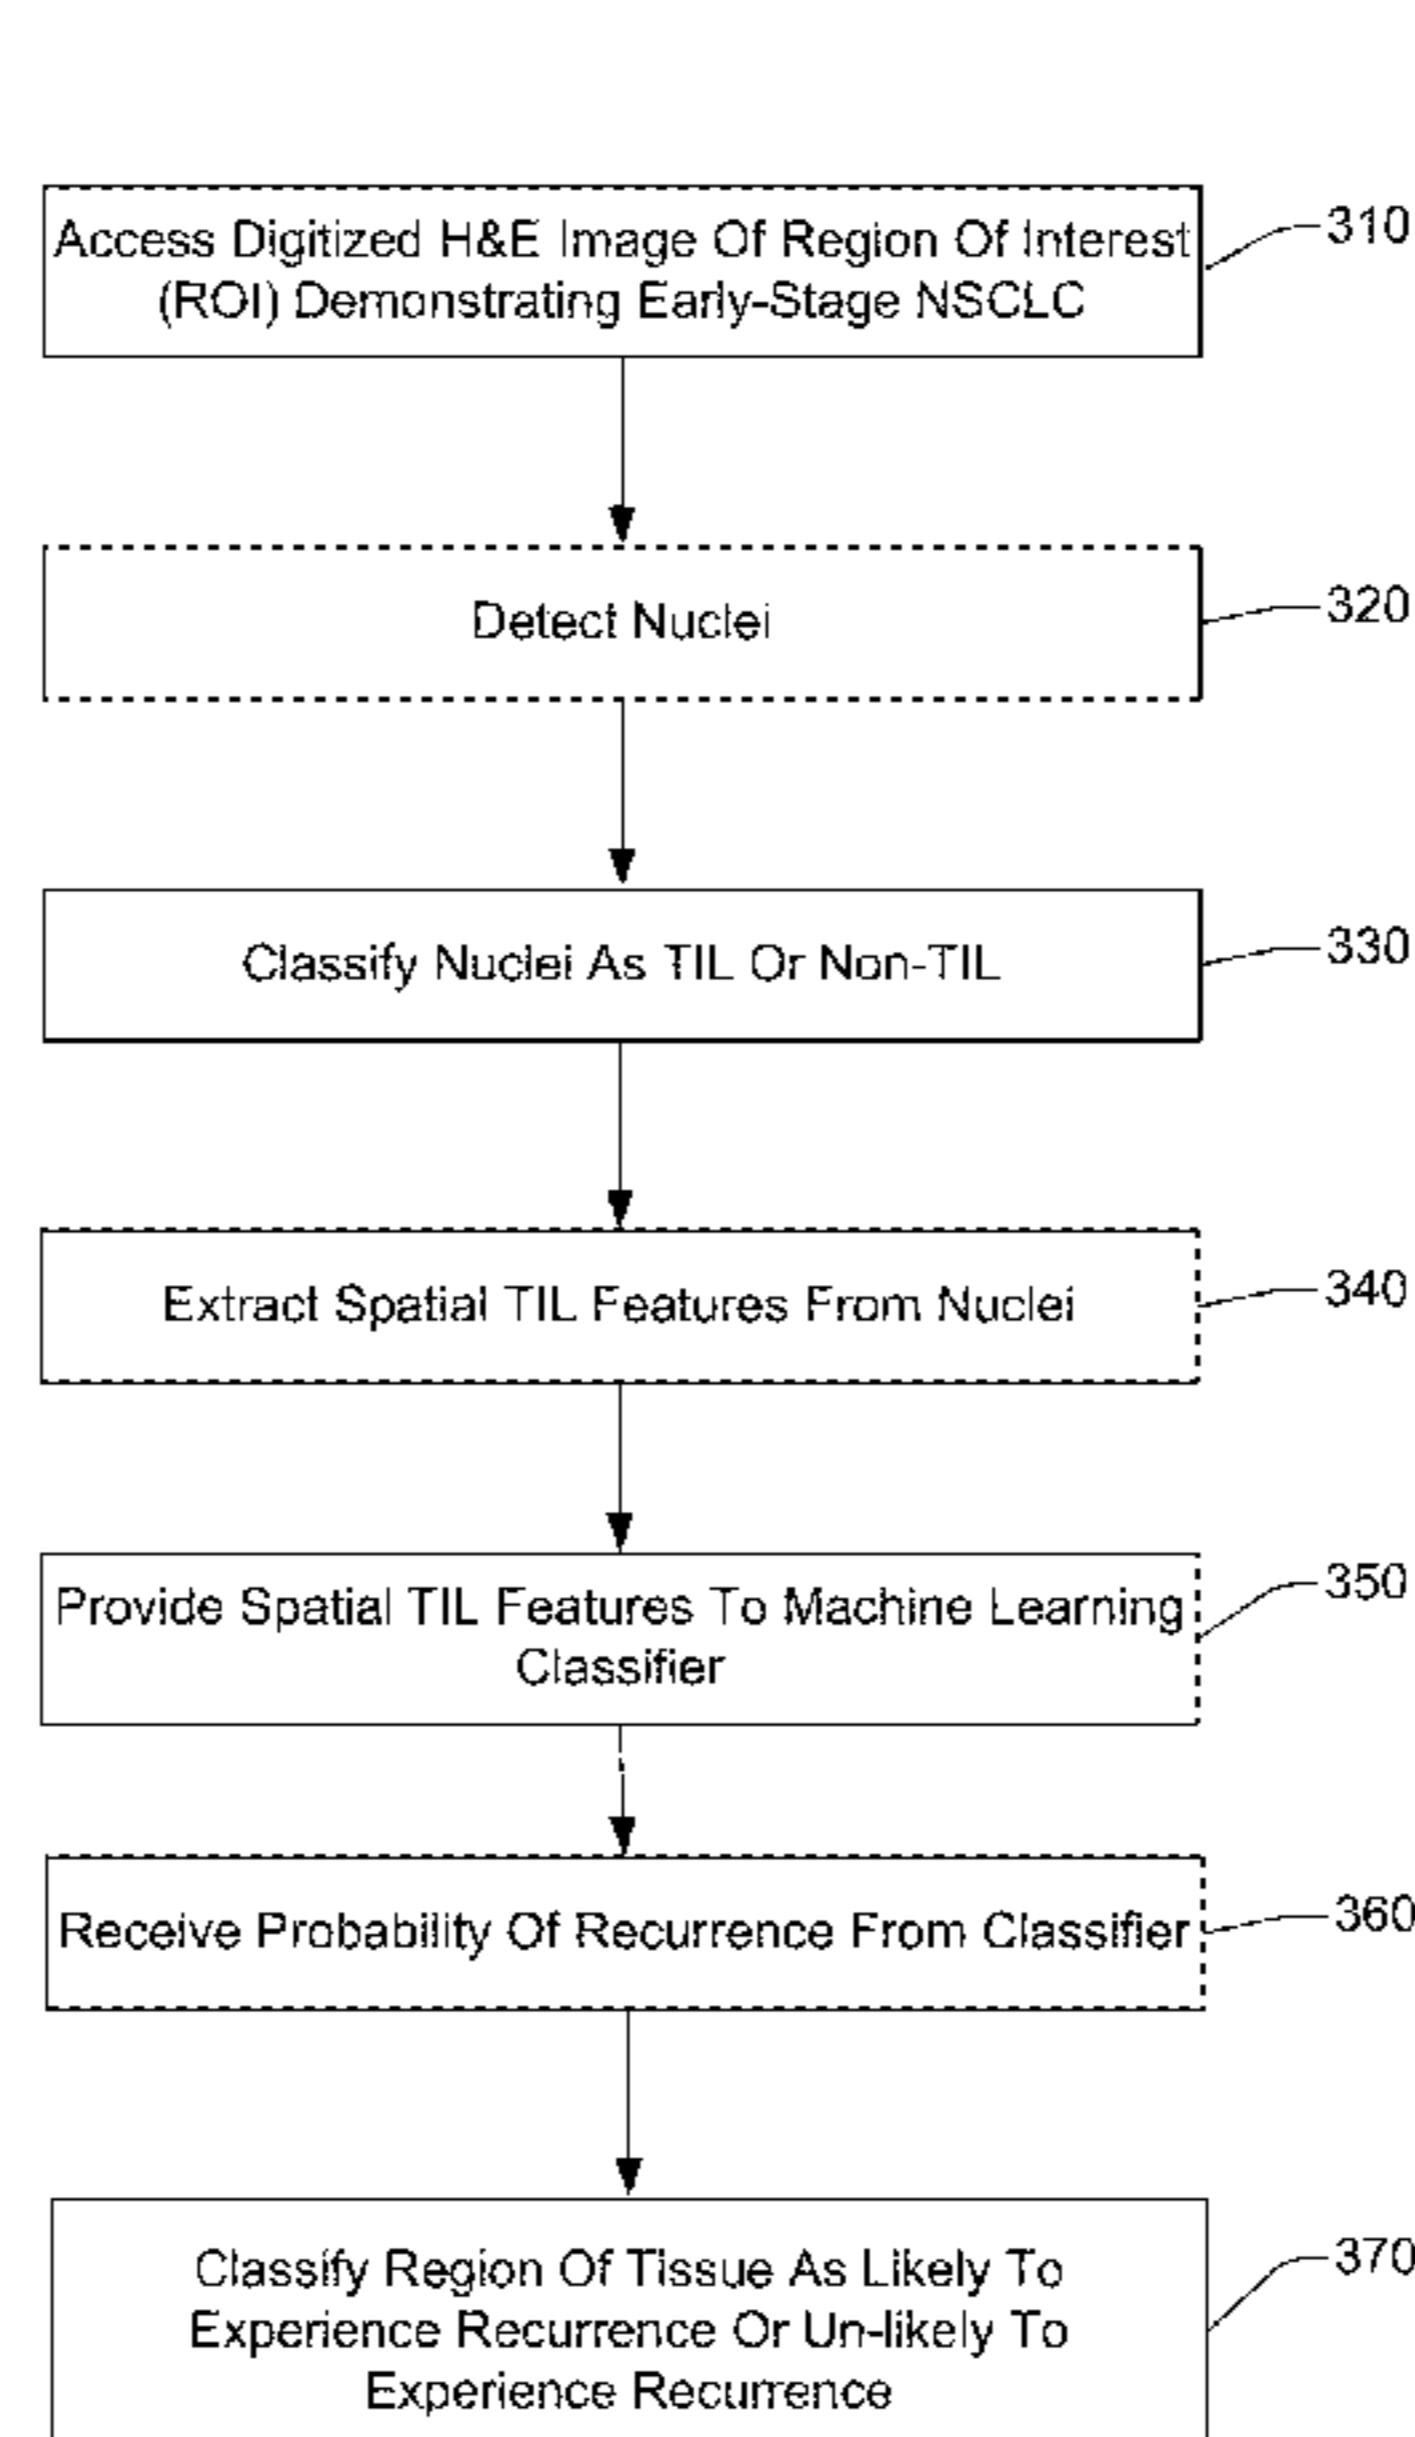 Access Digitized H&E Image Of Region Of Interest
(ROI) Demonstrating Early-Stage NSCLC
310
Detect Nuclei
320
Classify Nuclei As TIL Or Non-TIL
330
Extract Spatial TIL Features From Nuclei
340
Provide Spatial TIL Features To Machine Learning
Classifier
350
Receive Probability Of Recurrence From Classifier
360
Classify Region Of Tissue As Likely To
Experience Recurrence Or Un-likely To
Experience Recurrence
370